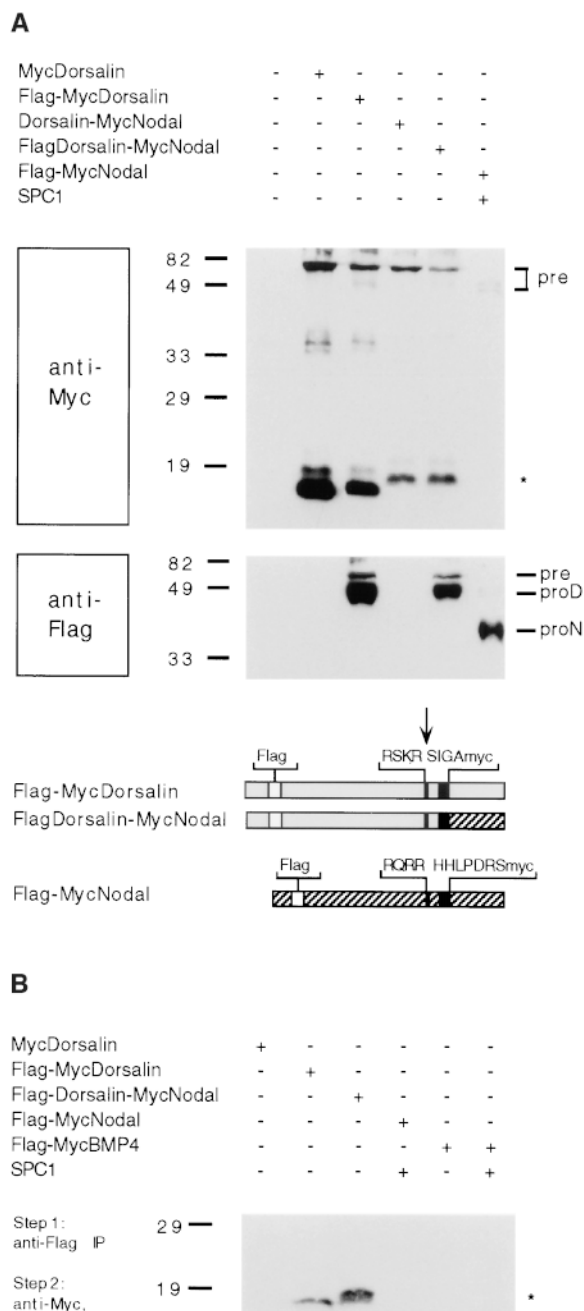 A
MycDorsalin - + - - - -
Flag-MycDorsalin - - + - - -
Dorsalin-MycNodal - - - + - -
FlagDorsalin-MycNodal - - - - + -
Flag-MycNodal - - - - - +
SPC1 - - - - - +
anti-
Myc
82
49
33
29
19
pre
*
anti-
Flag
82
49
33
pre
proD
proN
Flag RSKR SIGAmyc
Flag-MycDorsalin
FlagDorsalin-MycNodal
Flag RQRR HHLPDRSmyc
Flag-MycNodal
B
MycDorsalin + - - - - -
Flag-MycDorsalin - + - - - -
Flag-Dorsalin-MycNodal - - + - - -
Flag-MycNodal - - - + - -
Flag-MycBMP4 - - - - + +
SPC1 - - - + - +
Step 1:
anti-Flag IP
29
Step 2:
anti-Myc,
19
*